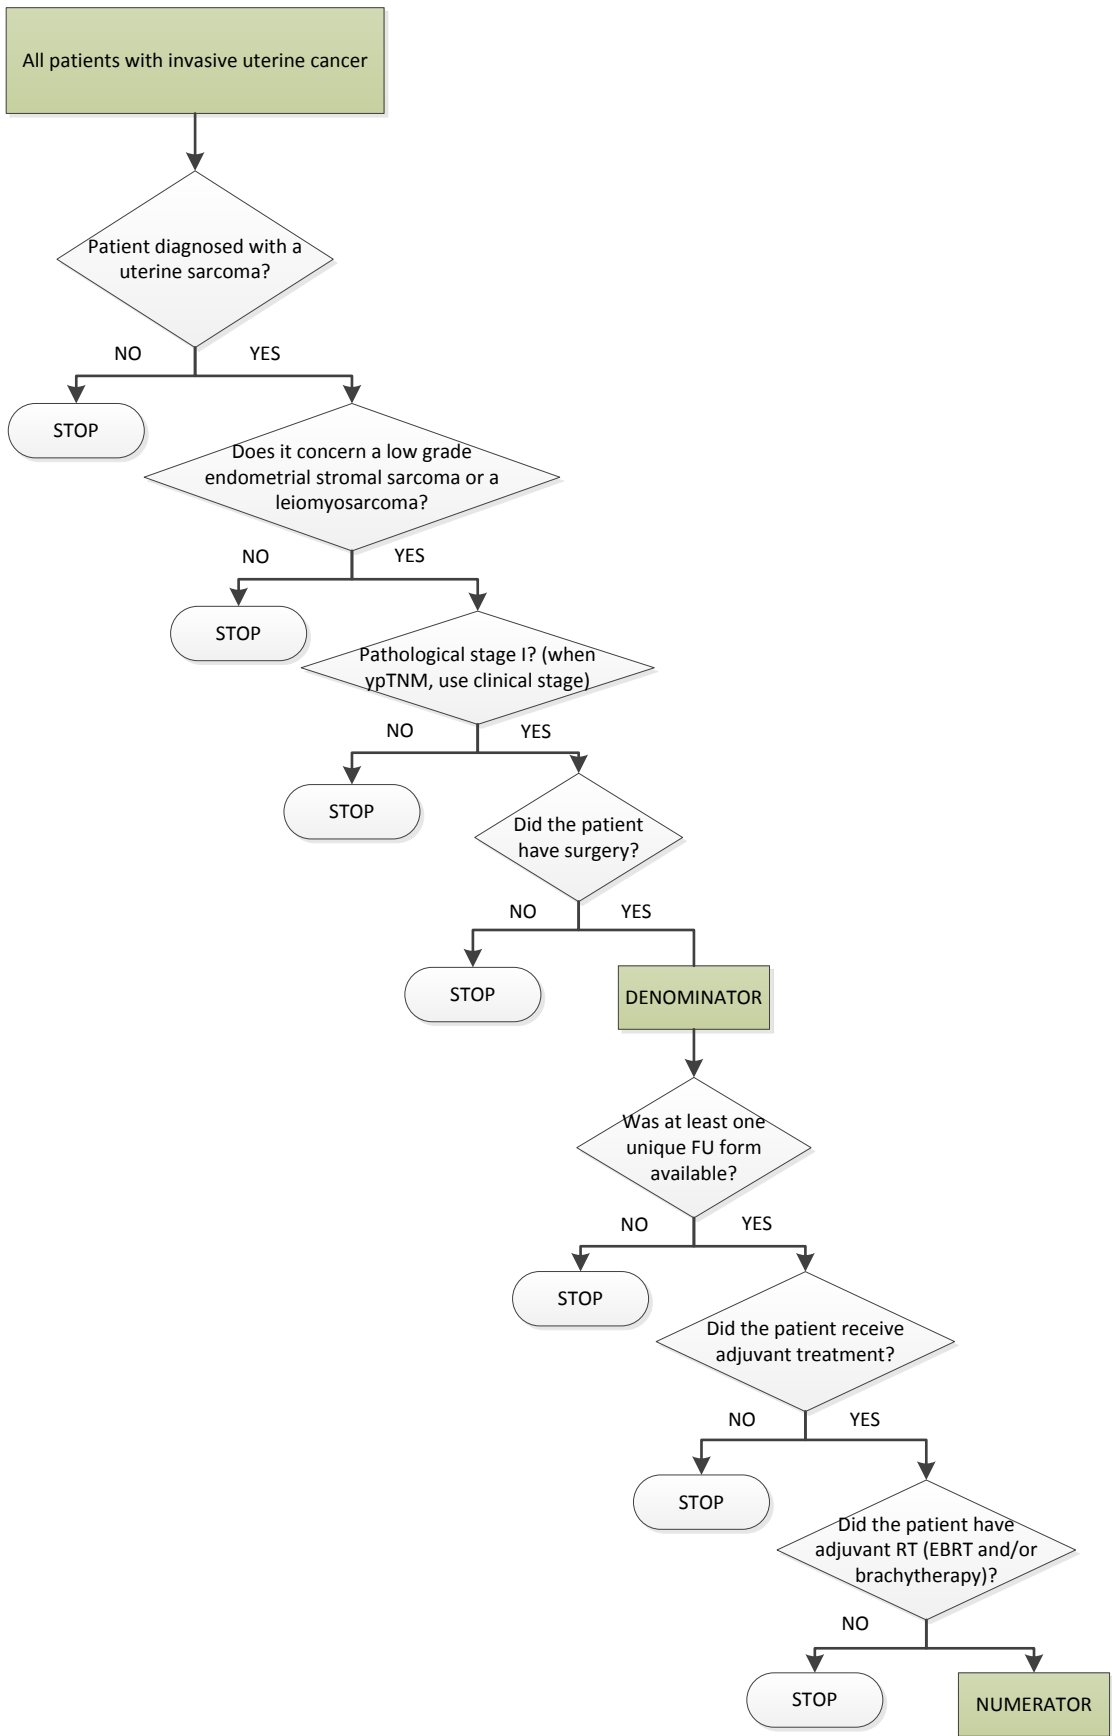 All patients with invasive uterine cancer
Patient diagnosed with a
uterine sarcoma?
NO
YES
STOP
Does it concern a low grade
endometrial stromal sarcoma or a
leiomyosarcoma?
NO
YES
STOP
Pathological stage I? (when
ypTNM, use clinical stage)
NO
YES
STOP
Did the patient
have surgery?
NO
YES
STOP
DENOMINATOR
Was at least one
unique FU form
available?
NO
YES
STOP
Did the patient receive
adjuvant treatment?
NO
YES
STOP
Did the patient have
adjuvant RT (EBRT and/or
brachytherapy)?
NO
STOP
NUMERATOR